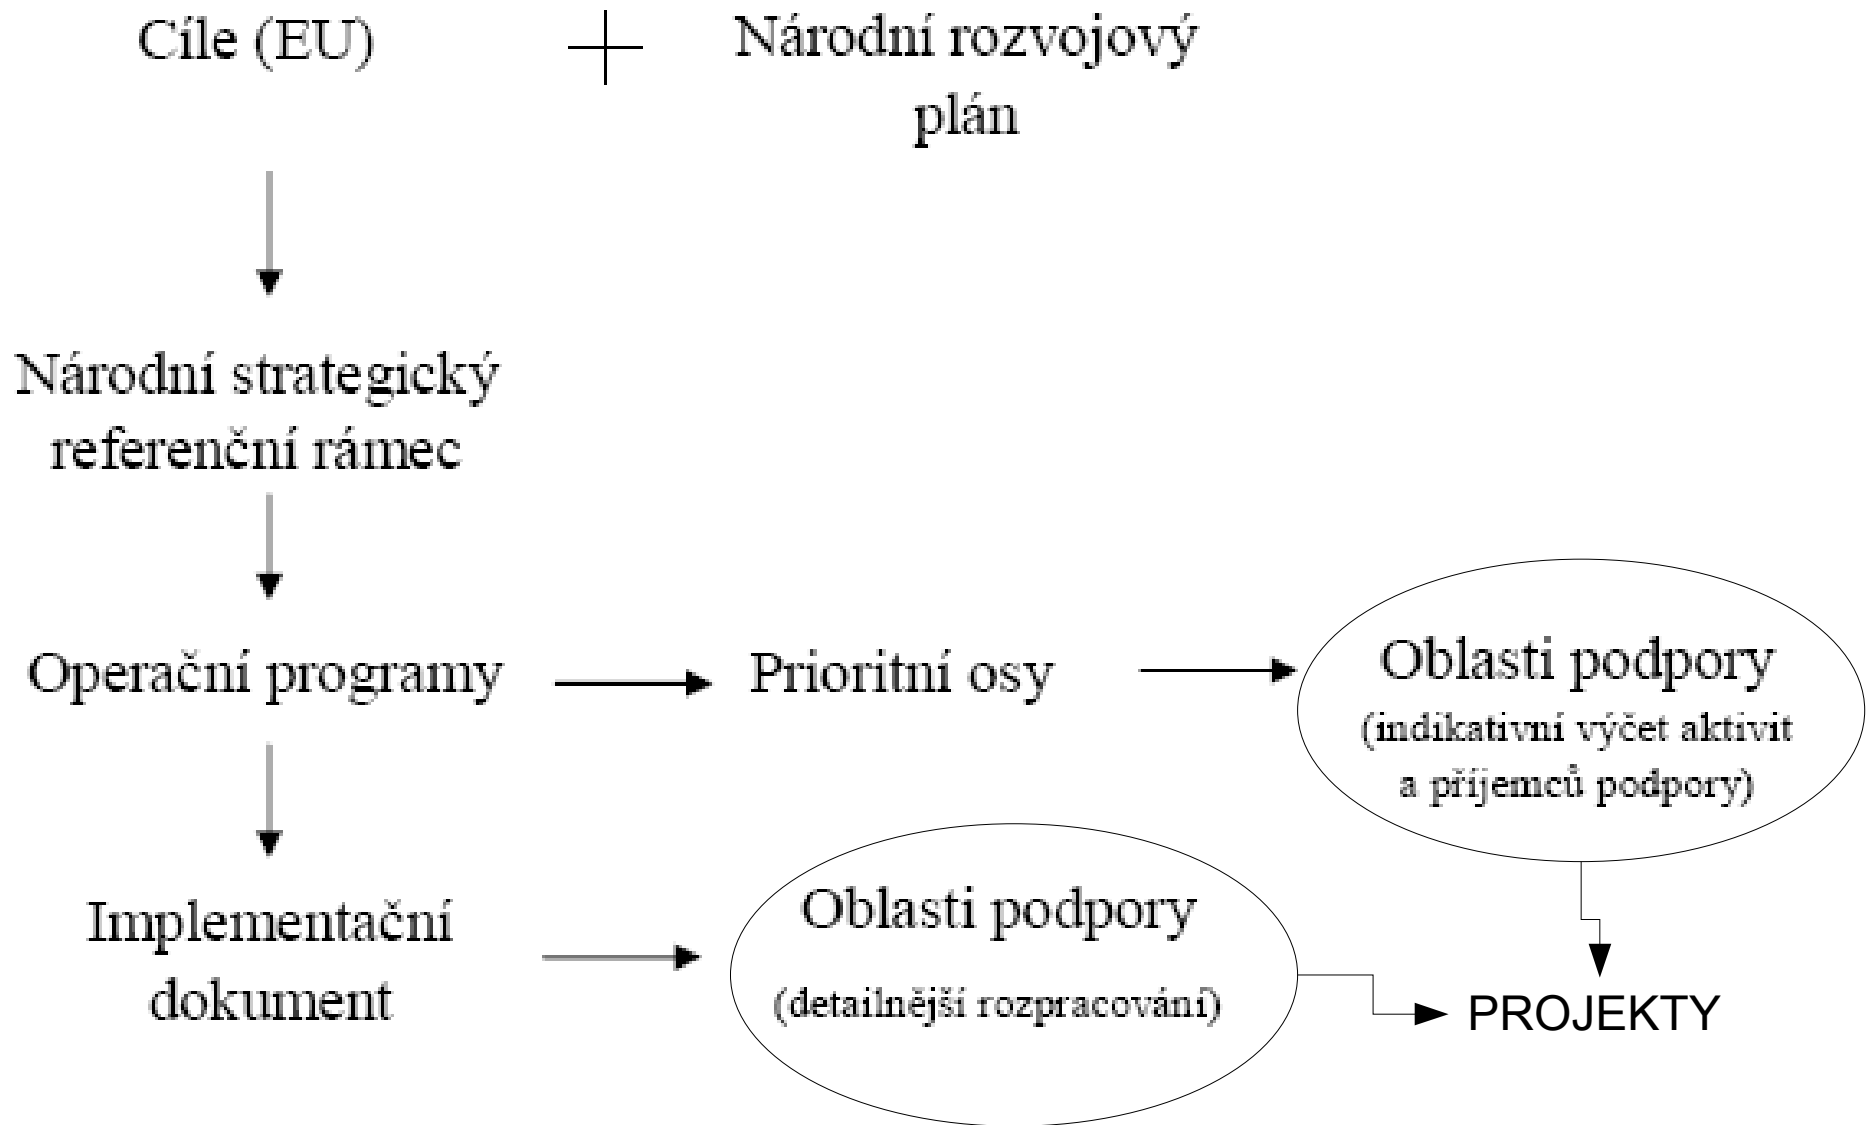 Cíle (EU)
Národní rozvojový
plán
Národní strategický
referenční rámec
Operační programy
Prioritní osy
Oblasti podpory
(indikativní výčet aktivit
a příjemců podpory)
Implementační
dokument
Oblasti podpory
(detailnější rozpracování)
PROJEKTY